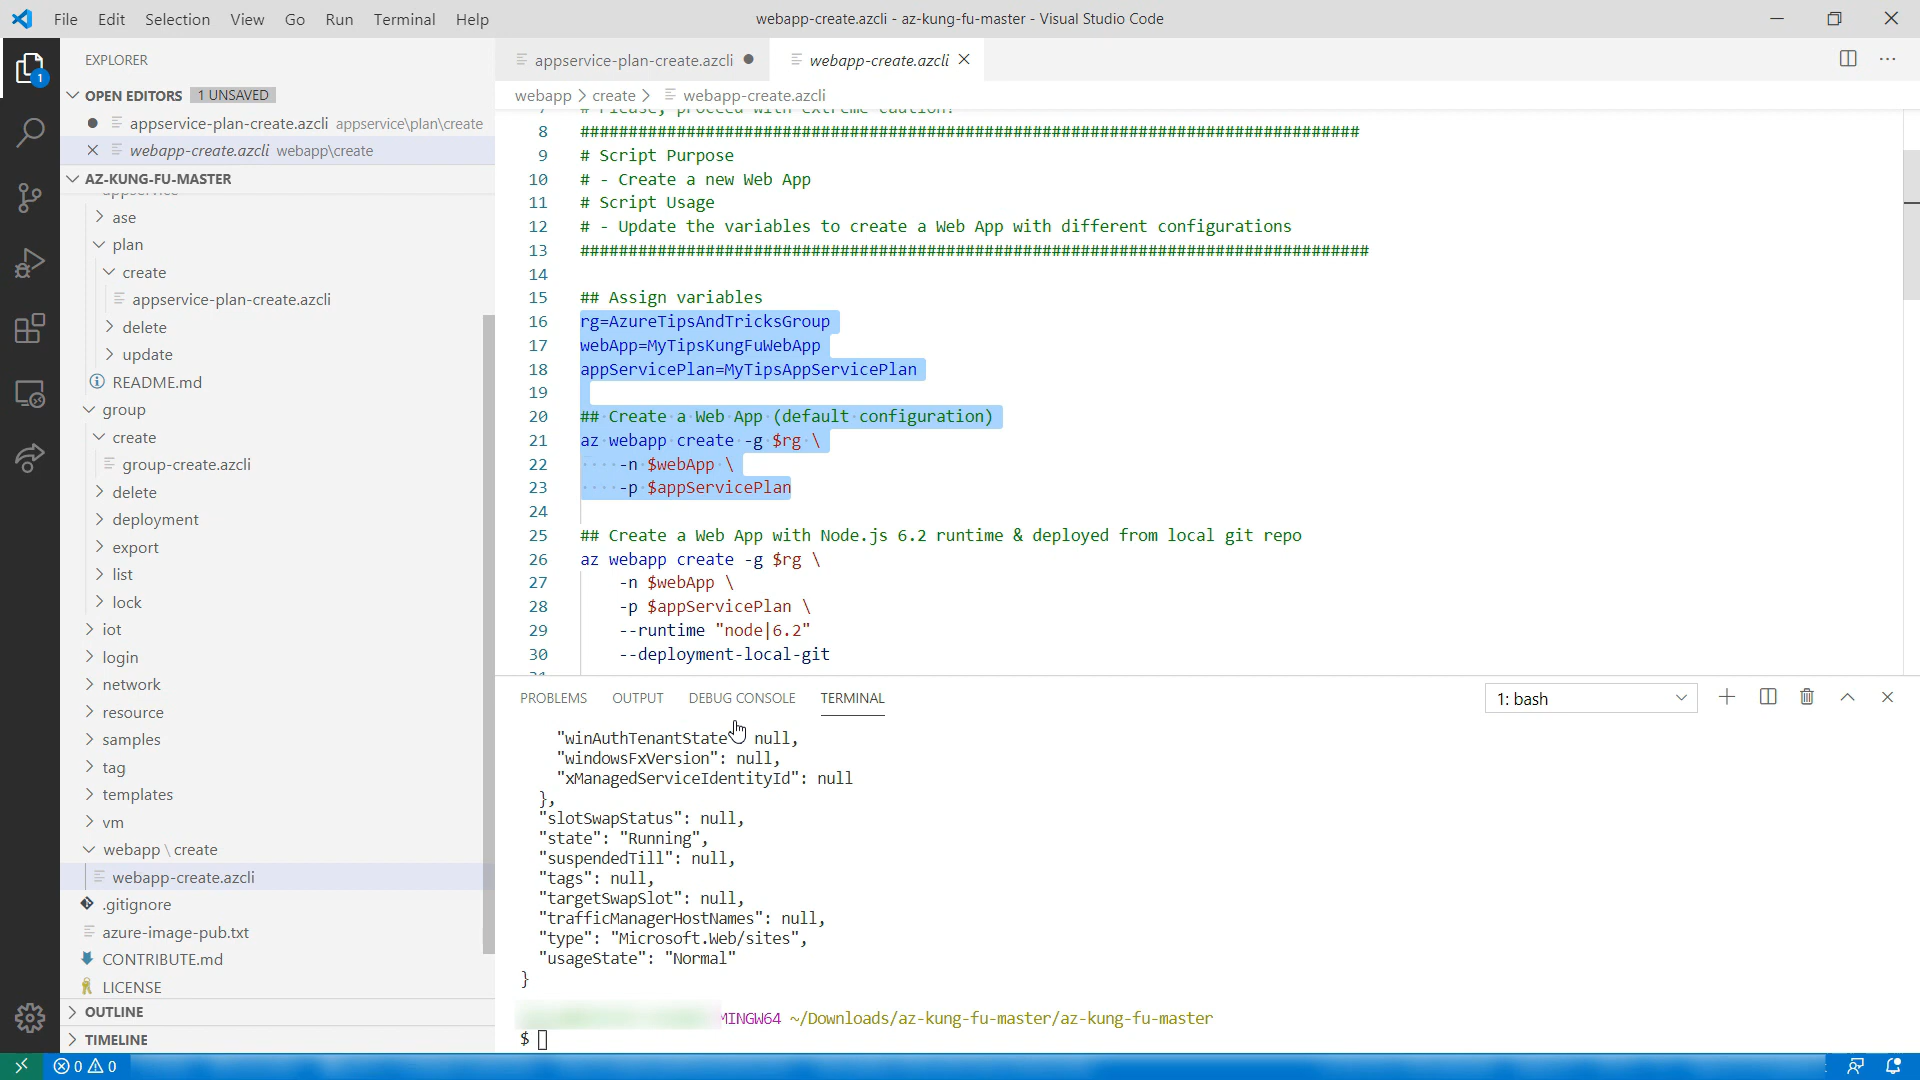 File Edit Selection View Go Run Terminal Help
webapp-create.azcli - az-kung-fu-master - Visual Studio Code
EXPLORER
1
OPEN EDITORS 1 UNSAVED
appservice-plan-create.azcli appservice\plan\create
webapp-create.azcli webapp\create
AZ-KUNG-FU-MASTER
appservice
ase
plan
create
appservice-plan-create.azcli
delete
update
README.md
group
create
group-create.azcli
delete
deployment
export
list
lock
iot
login
network
resource
samples
tag
templates
vm
webapp \ create
webapp-create.azcli
.gitignore
azure-image-pub.txt
CONTRIBUTE.md
LICENSE
OUTLINE
TIMELINE
appservice-plan-create.azcli
webapp-create.azcli
webapp > create > webapp-create.azcli
7 # Please, proceed with extreme caution!
8 #################################################################################
9 # Script Purpose
10 # - Create a new Web App
11 # Script Usage
12 # - Update the variables to create a Web App with different configurations
13 ##################################################################################
14
15 ## Assign variables
16 rg=AzureTipsAndTricksGroup
17 webApp=MyTipsKungFuWebApp
18 appServicePlan=MyTipsAppServicePlan
19
20 ## Create a Web App (default configuration)
21 az webapp create -g $rg \
22 -n $webApp \
23 -p $appServicePlan
24
25 ## Create a Web App with Node.js 6.2 runtime & deployed from local git repo
26 az webapp create -g $rg \
27 -n $webApp \
28 -p $appServicePlan \
29 --runtime "node|6.2"
30 --deployment-local-git
PROBLEMS OUTPUT DEBUG CONSOLE TERMINAL
1: bash
"winAuthTenantState null,
"windowsFxVersion": null,
"xManagedServiceIdentityId": null
},
"slotSwapStatus": null,
"state": "Running",
"suspendedTill": null,
"tags": null,
"targetSwapSlot": null,
"trafficManagerHostNames": null,
"type": "Microsoft.Web/sites",
"usageState": "Normal"
}
MINGW64 ~/Downloads/az-kung-fu-master/az-kung-fu-master
$
0 0